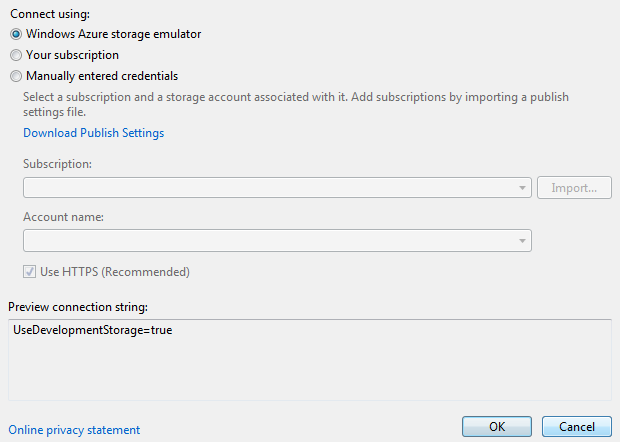 Connect using:
Windows Azure storage emulator
Your subscription
Manually entered credentials
Select a subscription and a storage account associated with it. Add subscriptions by importing a publish
settings file.
Download Publish Settings
Subscription:
Import...
Account name:
Use HTTPS (Recommended)
Preview connection string:
UseDevelopmentStorage=true
Online privacy statement
OK
Cancel